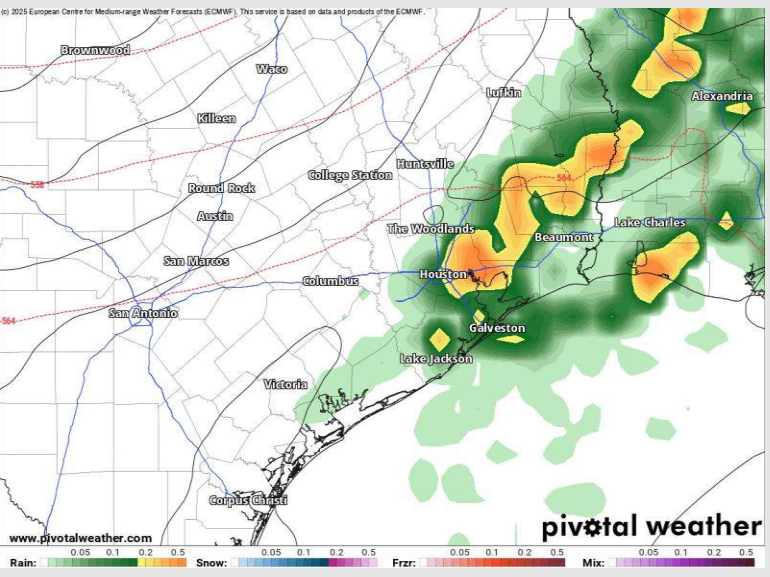 (c) 2025 European Centre for Medium-range Weather Forecasts (ECMWF). This service is based on data and products of the ECMWF.
Brownwood
Waco
Lufkin
Alexandria
Killeen
Huntsville
College Station
558
Round Rock
564
Austin
The Woodlands
Lake Charles
Beaumont
San Marcos
Houston
Columbus
San Antonio
564
Galveston
Lake Jackson
Victoria
Corpus Christi
pivotal weather
www.pivotalweather.com
0.05 0.1 0.2 0.5 0.05 0.1 0.2 0.5 0.05 0.1 0.2 0.5 0.05 0.1 0.2 0.5
Rain: Snow: Frzr: Mix: